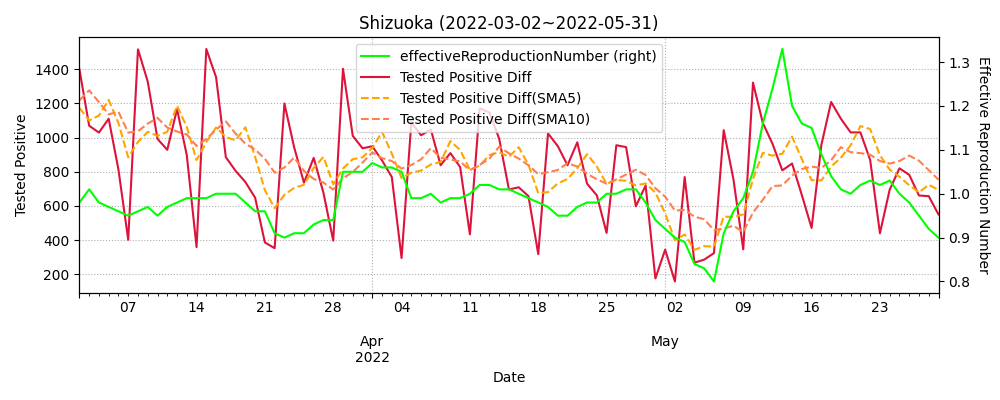 Shizuoka (2022-03-02~2022-05-31)
effectiveReproductionNumber (right)
Tested Positive Diff
Tested Positive Diff(SMA5)
Tested Positive Diff(SMA10)
Tested Positive
1400
1200
1000
800
600
400
200
1.3
1.2
1.1
1.0
0.9
0.8
Effective Reproduction Number
07 14 21 28 04 11 18 25 02 09 16 23
Apr May
2022
Date